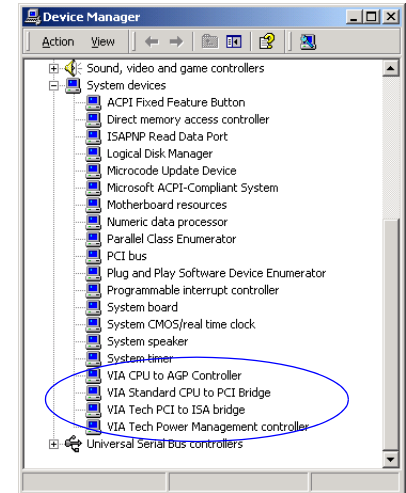 Device Manager
Action View
Sound, video and game controllers
System devices
ACPI Fixed Feature Button
Direct memory access controller
ISAPNP Read Data Port
Logical Disk Manager
Microcode Update Device
Microsoft ACPI-Compliant System
Motherboard resources
Numeric data processor
Parallel Class Enumerator
PCI bus
Plug and Play Software Device Enumerator
Programmable interrupt controller
System board
System CMOS/real time clock
System speaker
System timer
VIA CPU to AGP Controller
VIA Standard CPU to PCI Bridge
VIA Tech PCI to ISA bridge
VIA Tech Power Management controller
Universal Serial Bus controllers